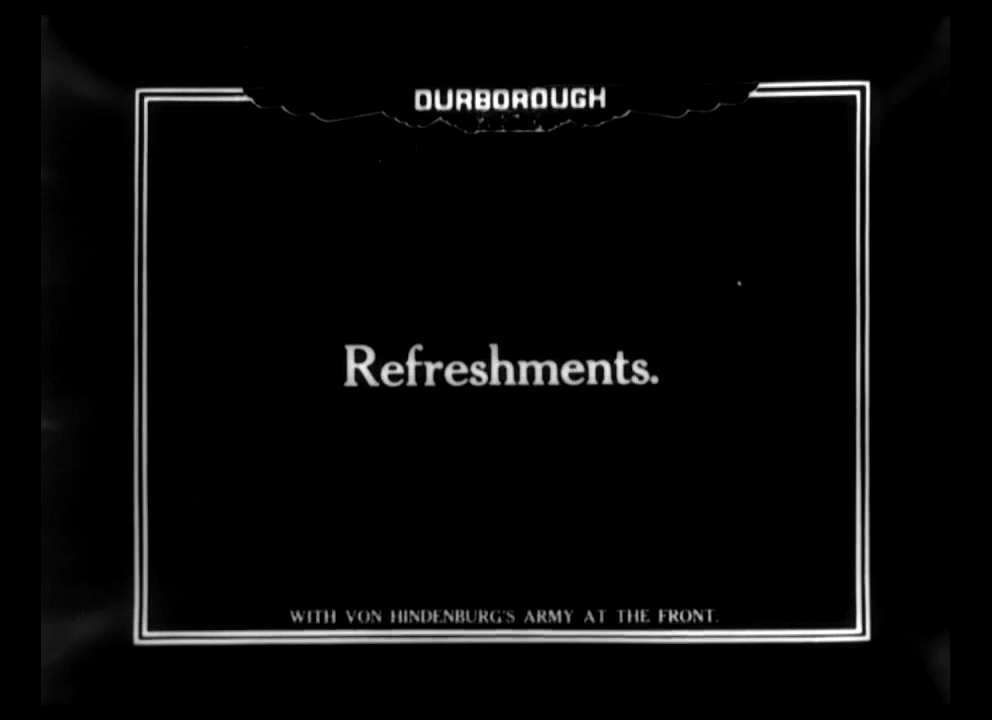 DURBOROUGH
Refreshments.
WITH VON HINDENBURG'S ARMY AT THE FRONT.